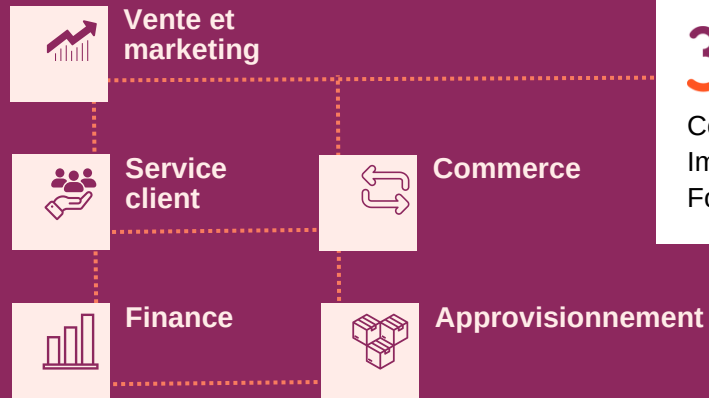 Vente et
marketing
Service
client
Commerce
Finance
Approvisionnement